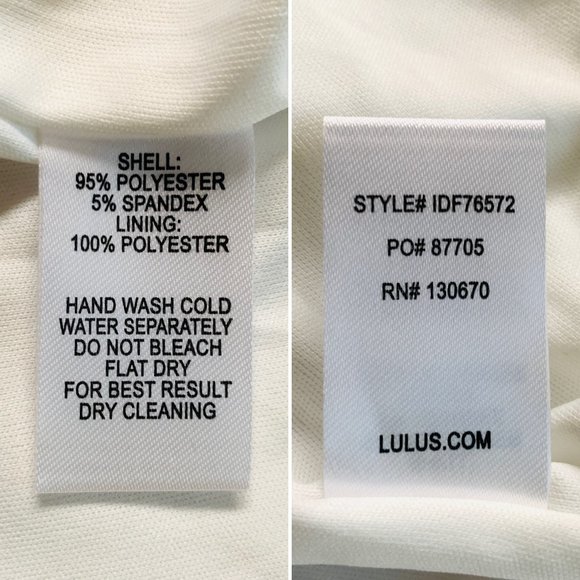 SHELL:
95% POLYESTER
5% SPANDEX
LINING:
100% POLYESTER
HAND WASH COLD
WATER SEPARATELY
DO NOT BLEACH
FLAT DRY
FOR BEST RESULT
DRY CLEANING
STYLE# IDF76572
PO# 87705
RN# 130670
LULUS.COM